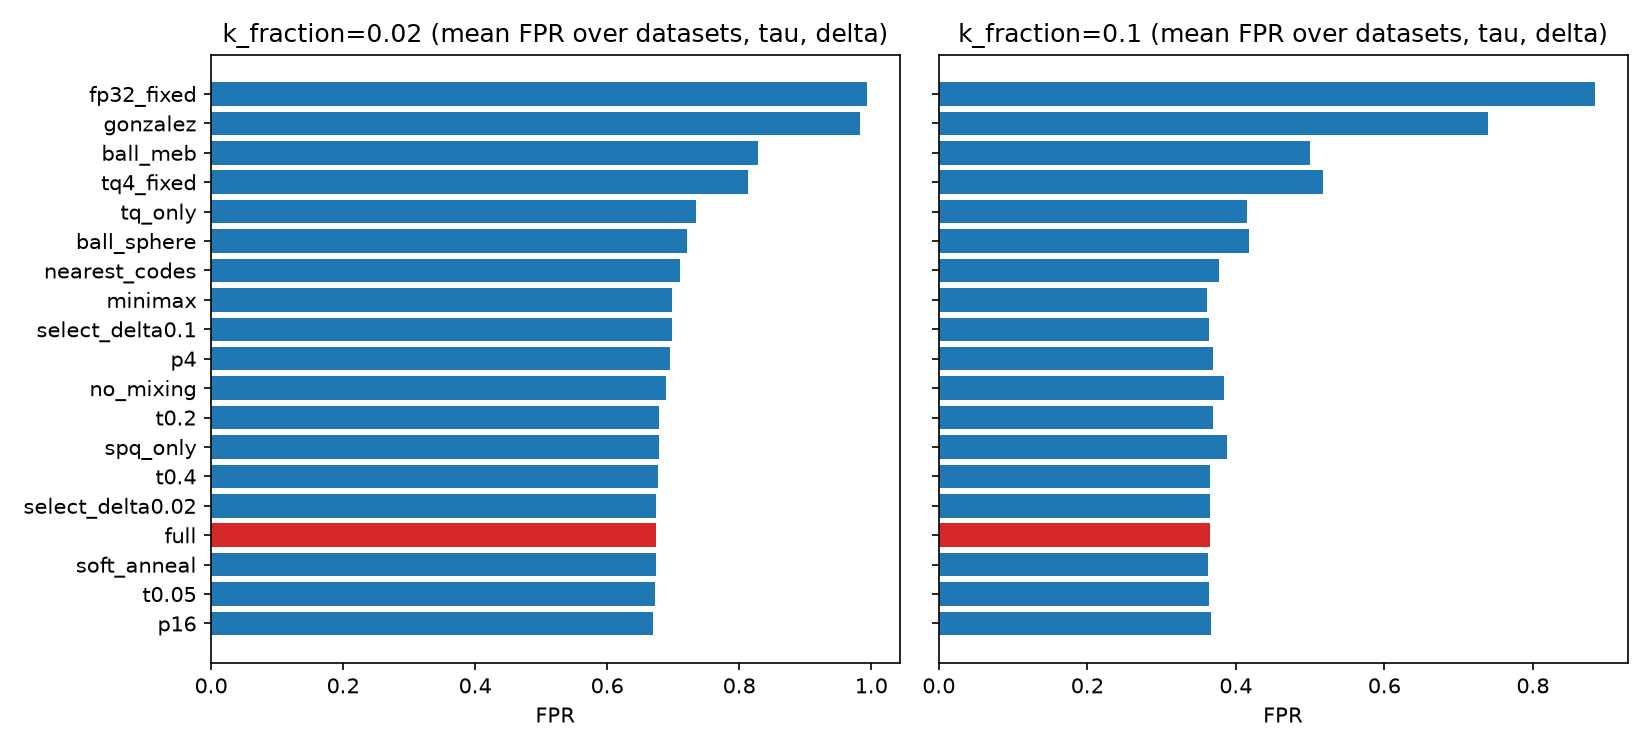 k_fraction=0.02 (mean FPR over datasets, tau, delta)
k_fraction=0.1 (mean FPR over datasets, tau, delta)
fp32_fixed
gonzalez
ball_meb
tq4_fixed
tq_only
ball_sphere
nearest_codes
minimax
select_delta0.1
p4
no_mixing
t0.2
spq_only
t0.4
select_delta0.02
full
soft_anneal
t0.05
p16
0.0 0.2 0.4 0.6 0.8 1.0
FPR
0.0 0.2 0.4 0.6 0.8
FPR